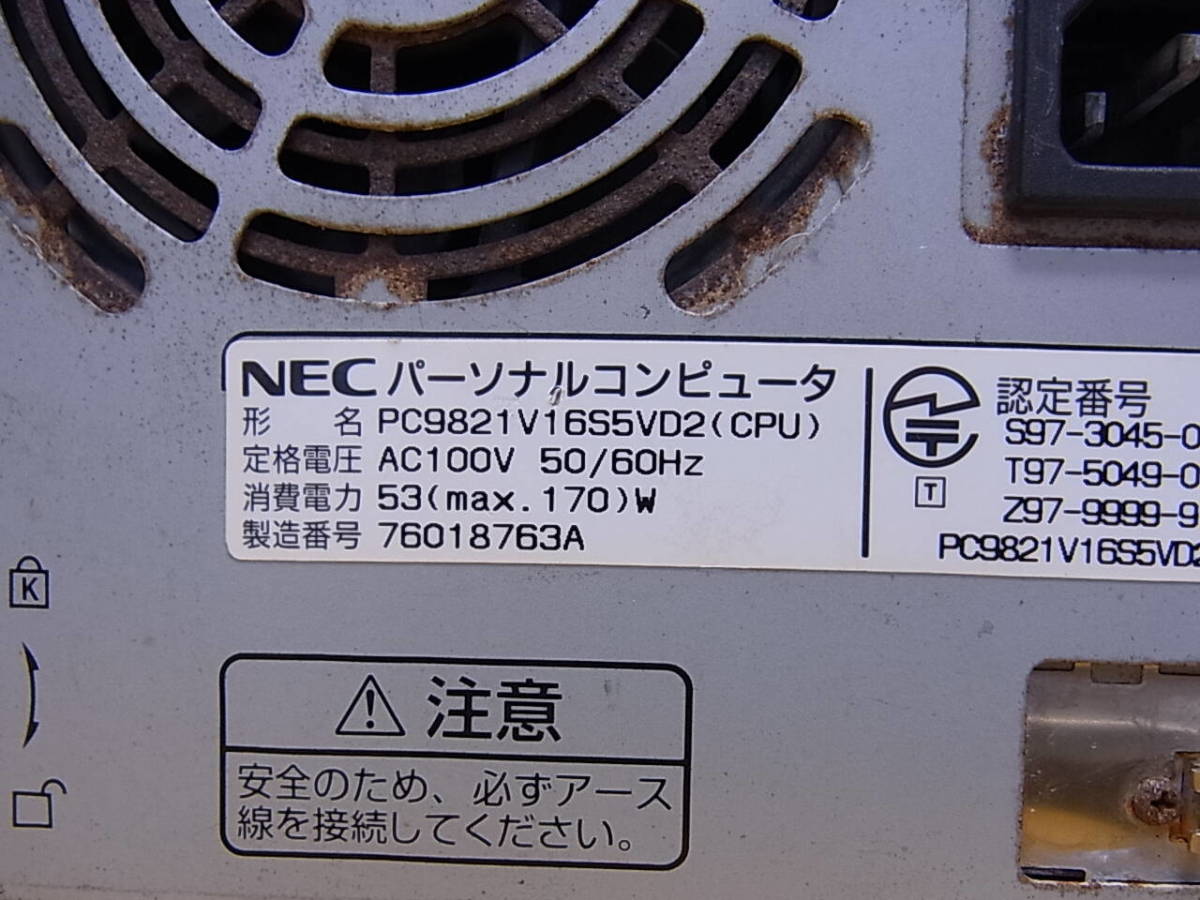 NEC パーソナルコンピュータ
形 名 PC9821V16S5VD2(CPU)
定格電圧 AC100V 50/60Hz
消費電力 53(max.170)W
製造番号 76018763A
認定番号
S97-3045-0
T97-5049-0
Z97-9999-9
PC9821V16S5VD2
T
K
注意
安全のため、必ずアース
線を接続してください。